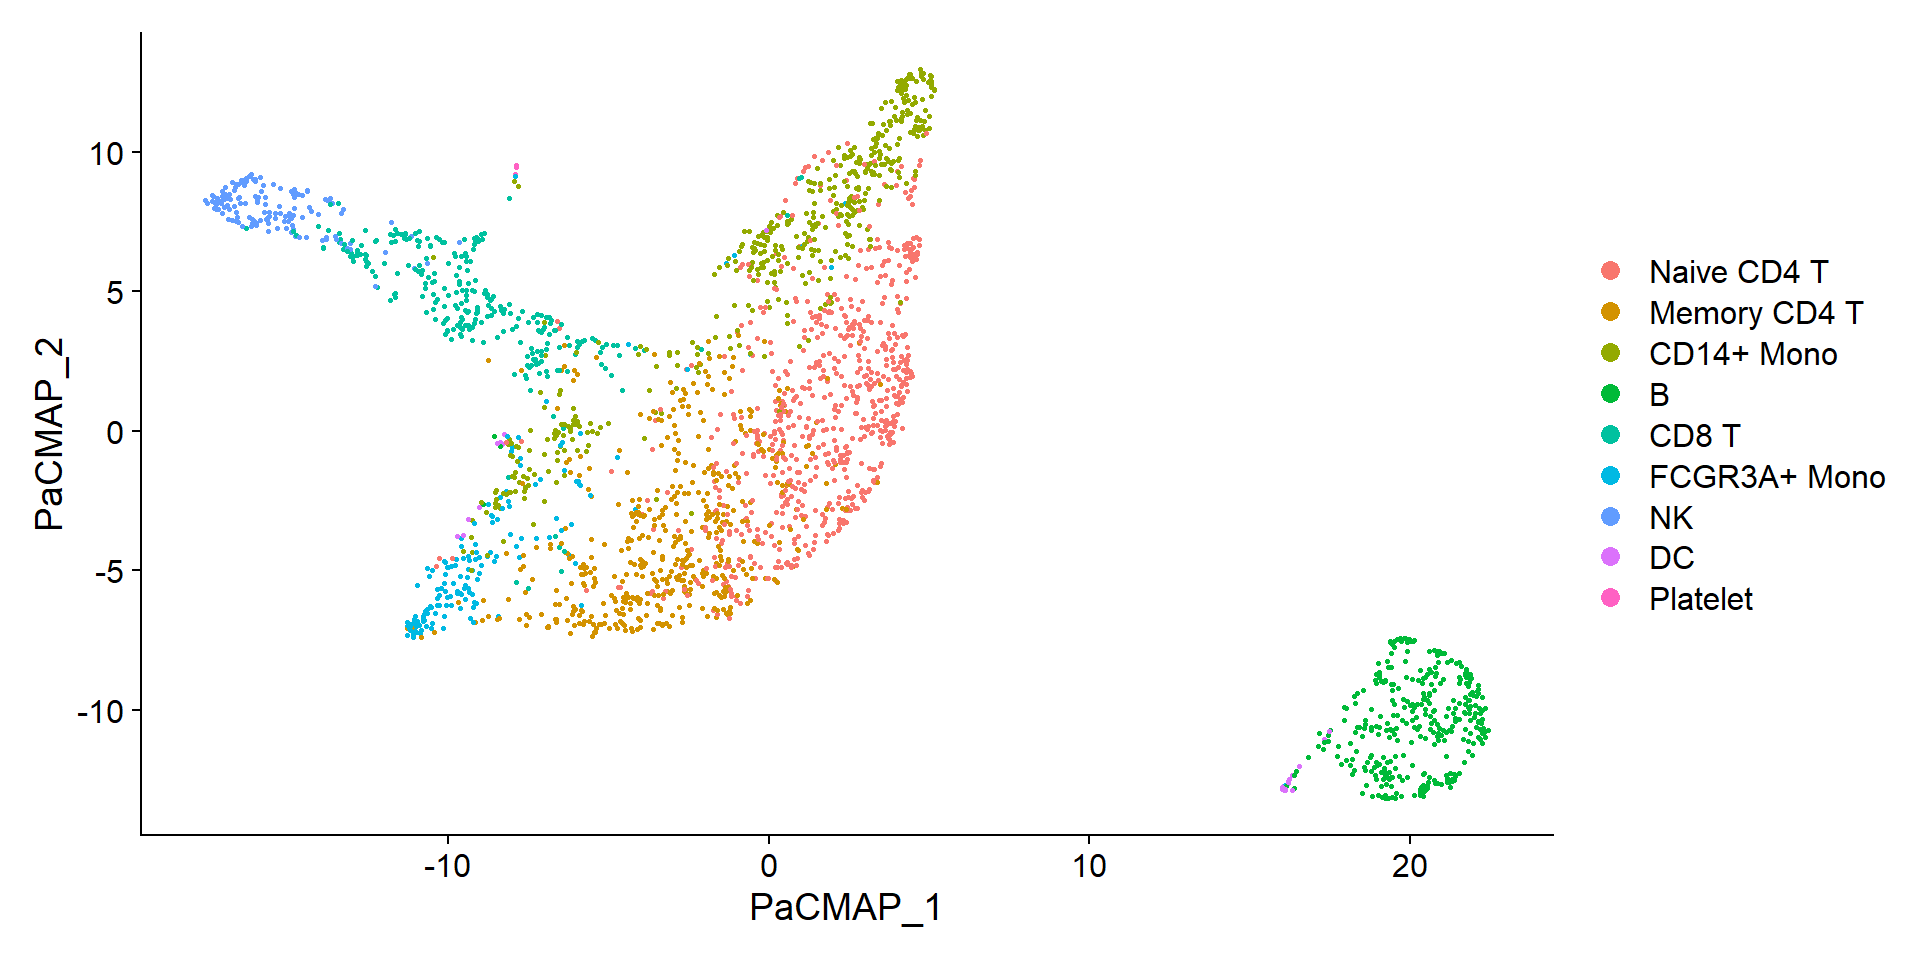 10
5
0
-5
-10
PaCMAP_2
-10
0
10
20
PaCMAP_1
Naive CD4 T
Memory CD4 T
CD14+ Mono
B
CD8 T
FCGR3A+ Mono
NK
DC
Platelet